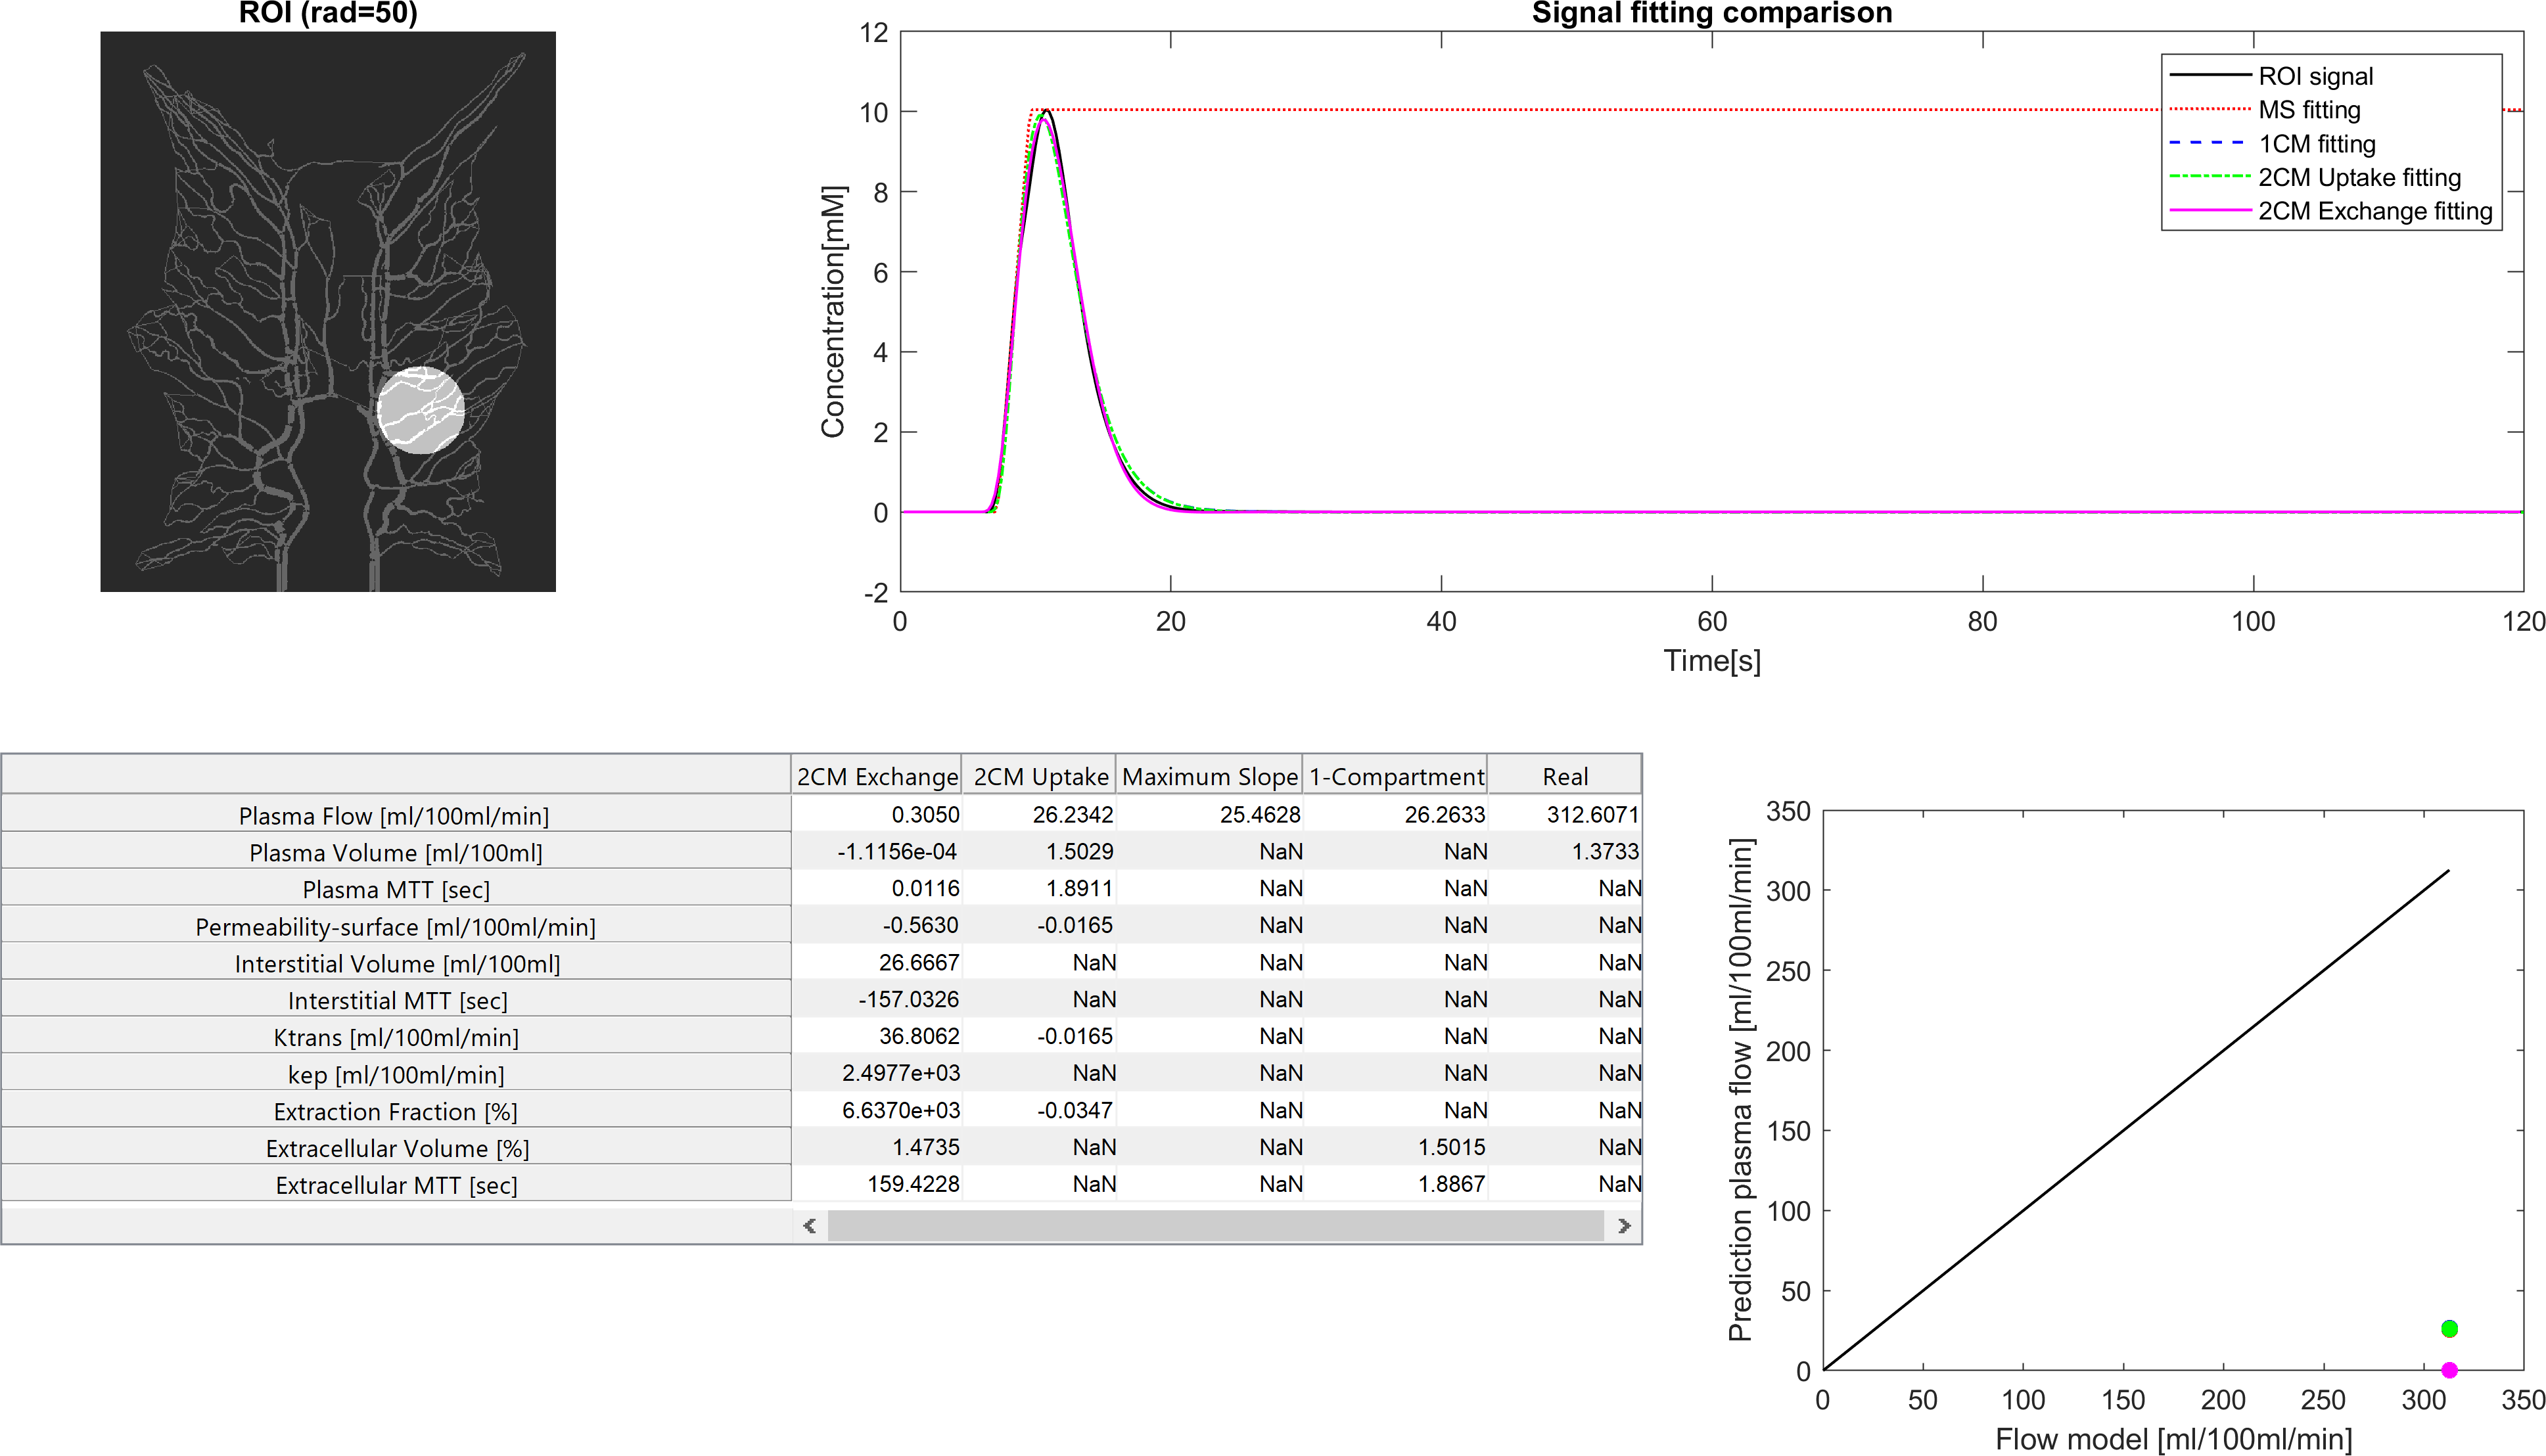 ROI (rad=50)
Signal fitting comparison
Concentration[mM]
12
10
8
6
4
2
0
-2
0 20 40 60 80 100 120
Time[s]
ROI signal
MS fitting
1CM fitting
2CM Uptake fitting
2CM Exchange fitting
2CM Exchange 2CM Uptake Maximum Slope 1-Compartment Real
Plasma Flow [ml/100ml/min] 0.3050 26.2342 25.4628 26.2633 312.6071
Plasma Volume [ml/100ml] -1.1156e-04 1.5029 NaN NaN 1.3733
Plasma MTT [sec] 0.0116 1.8911 NaN NaN NaN
Permeability-surface [ml/100ml/min] -0.5630 -0.0165 NaN NaN NaN
Interstitial Volume [ml/100ml] 26.6667 NaN NaN NaN NaN
Interstitial MTT [sec] -157.0326 NaN NaN NaN NaN
Ktrans [ml/100ml/min] 36.8062 -0.0165 NaN NaN NaN
kep [ml/100ml/min] 2.4977e+03 NaN NaN NaN NaN
Extraction Fraction [%] 6.6370e+03 -0.0347 NaN NaN NaN
Extracellular Volume [%] 1.4735 NaN NaN 1.5015 NaN
Extracellular MTT [sec] 159.4228 NaN NaN 1.8867 NaN
Prediction plasma flow [ml/100ml/min]
350
300
250
200
150
100
50
0
0 50 100 150 200 250 300 350
Flow model [ml/100ml/min]